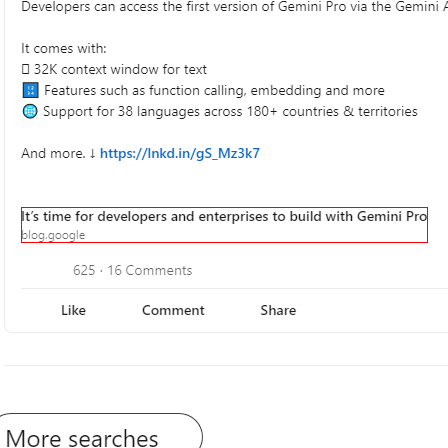 Developers can access the first version of Gemini Pro via the Gemini
It comes with:
32K context window for text
🔢 Features such as function calling, embedding and more
🌐 Support for 38 languages across 180+ countries & territories
And more. ↓ https://lnkd.in/gS_Mz3k7
It's time for developers and enterprises to build with Gemini Pro
blog.google
625 · 16 Comments
Like Comment Share
More searches